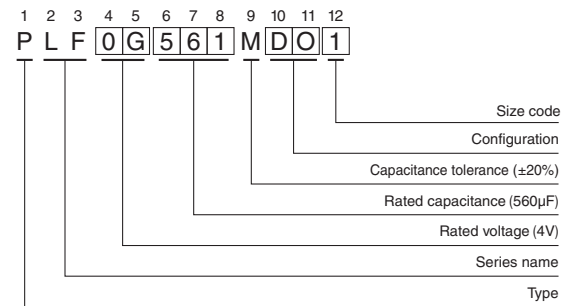 1 2 3 4 5 6 7 8 9 10 11 12
P L F 0 G 5 6 1 M D O 1
Size code
Configuration
Capacitance tolerance (±20%)
Rated capacitance (560µF)
Rated voltage (4V)
Series name
Type